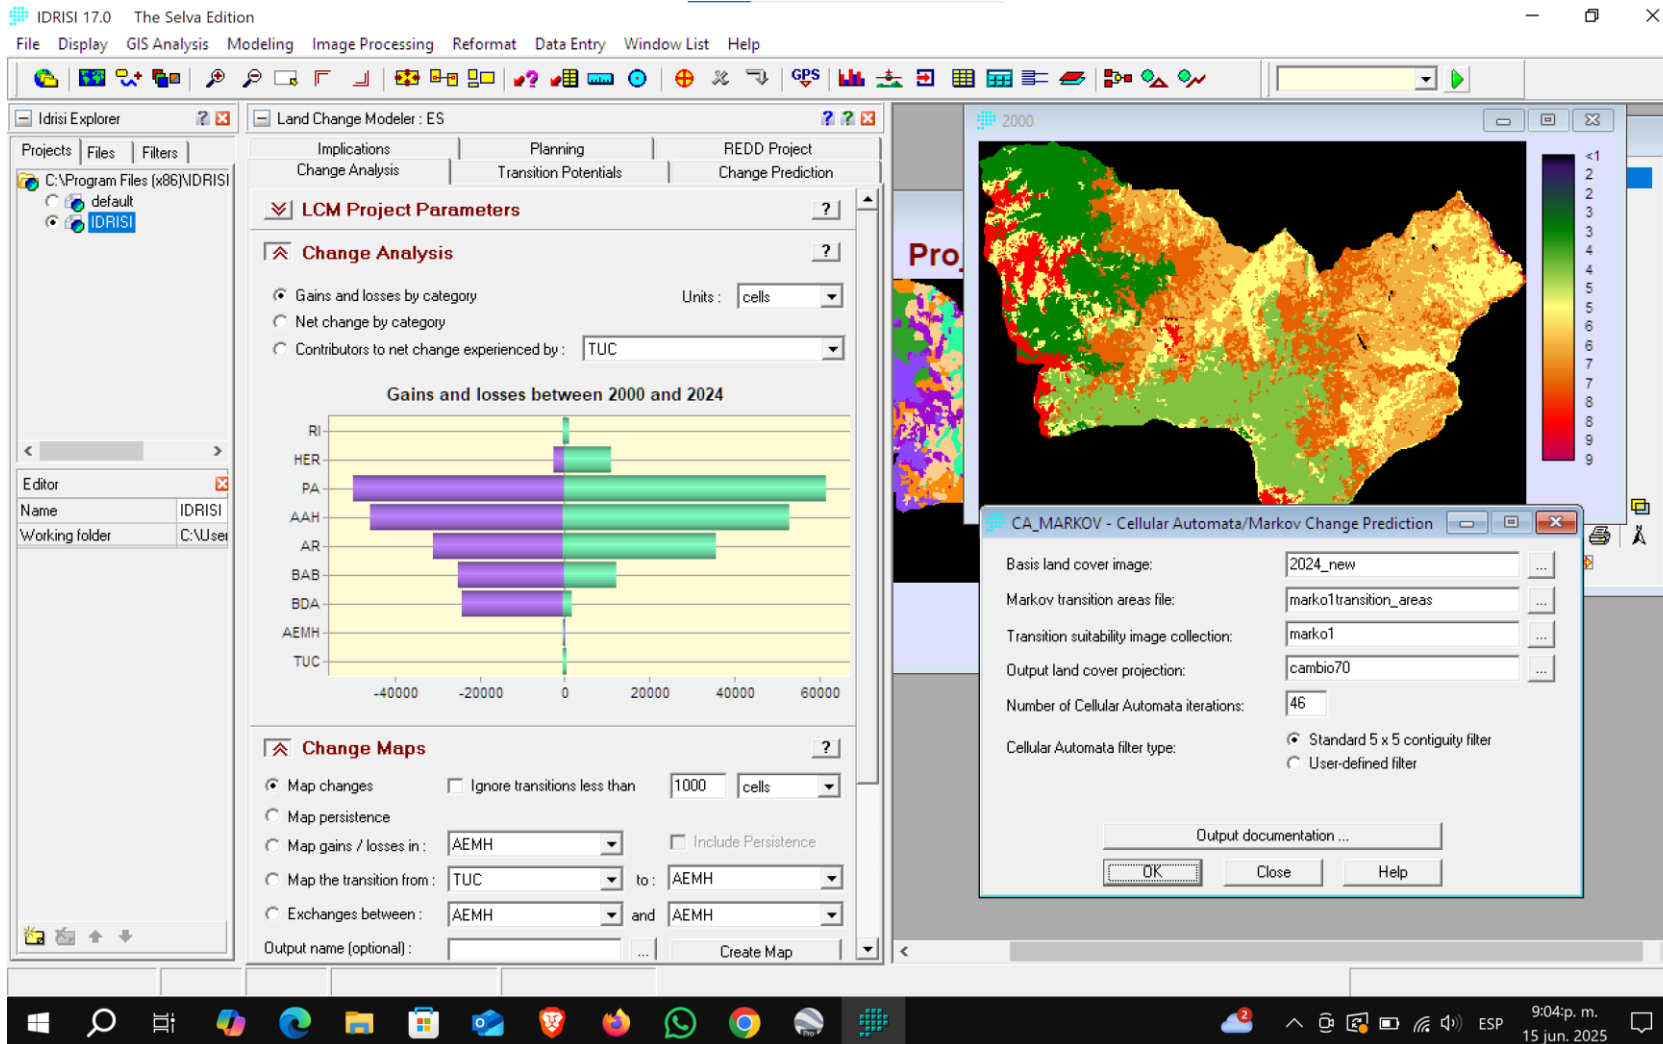 IDRISI 17.0 The Selva Edition
File Display GIS Analysis Modeling Image Processing Reformat Data Entry Window List Help
GPS
Idrisi Explorer
Projects Files Filters
C:\Program Files (x86)\IDRISI
default
IDRISI
Editor
Name IDRISI
Working folder C:\User
Land Change Modeler : ES
Implications Planning REDD Project
Change Analysis Transition Potentials Change Prediction
LCM Project Parameters ?
Change Analysis ?
Gains and losses by category Units : cells
Net change by category
Contributors to net change experienced by : TUC
Gains and losses between 2000 and 2024
RI
HER
PA
AAH
AR
BAB
BDA
AEMH
TUC
-40000 -20000 0 20000 40000 60000
Change Maps ?
Map changes Ignore transitions less than 1000 cells
Map persistence
Map gains / losses in : AEMH Include Persistence
Map the transition from : TUC to : AEMH
Exchanges between : AEMH and AEMH
Output name (optional) : ... Create Map
Pro
2000
<1
2
2
3
3
4
4
5
5
6
6
7
7
8
8
9
9
CA_MARKOV - Cellular Automata/Markov Change Prediction
Basis land cover image: 2024_new ...
Markov transition areas file: marko1transition_areas ...
Transition suitability image collection: marko1 ...
Output land cover projection: cambio70 ...
Number of Cellular Automata iterations: 46
Cellular Automata filter type: Standard 5 x 5 contiguity filter
User-defined filter
Output documentation ...
OK Close Help
2
ESP
9:04 p. m.
15 jun. 2025